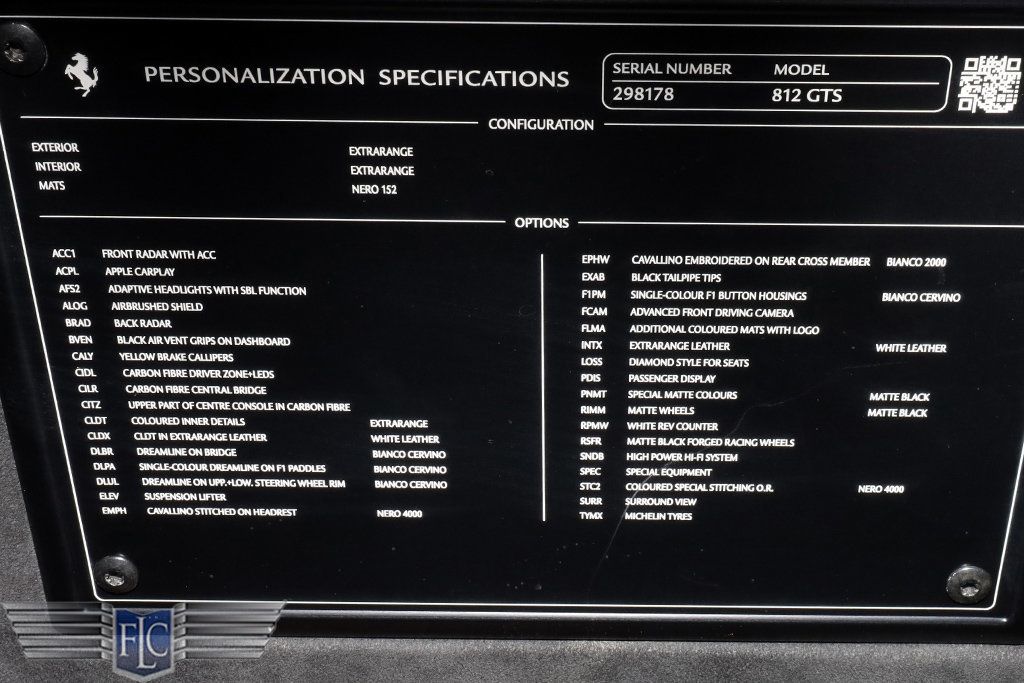 PERSONALIZATION SPECIFICATIONS
SERIAL NUMBER MODEL
298178 812 GTS
CONFIGURATION
EXTERIOR EXTRARANGE
INTERIOR EXTRARANGE
MATS NERO 152
OPTIONS
ACC1 FRONT RADAR WITH ACC
ACPL APPLE CARPLAY
AFS2 ADAPTIVE HEADLIGHTS WITH SBL FUNCTION
ALOG AIRBRUSHED SHIELD
BRAD BACK RADAR
BVEN BLACK AIR VENT GRIPS ON DASHBOARD
CALY YELLOW BRAKE CALLIPERS
CIDL CARBON FIBRE DRIVER ZONE+LEDS
CILR CARBON FIBRE CENTRAL BRIDGE
CITZ UPPER PART OF CENTRE CONSOLE IN CARBON FIBRE
CLDT COLOURED INNER DETAILS EXTRARANGE
CLDX CLDT IN EXTRARANGE LEATHER WHITE LEATHER
DLBR DREAMLINE ON BRIDGE BIANCO CERVINO
DLPA SINGLE-COLOUR DREAMLINE ON F1 PADDLES BIANCO CERVINO
DLUL DREAMLINE ON UPP.+LOW. STEERING WHEEL RIM BIANCO CERVINO
ELEV SUSPENSION LIFTER
EMPH CAVALLINO STITCHED ON HEADREST NERO 4000
EPHW CAVALLINO EMBROIDERED ON REAR CROSS MEMBER BIANCO 2000
EXAB BLACK TAILPIPE TIPS
F1PM SINGLE-COLOUR F1 BUTTON HOUSINGS BIANCO CERVINO
FCAM ADVANCED FRONT DRIVING CAMERA
FLMA ADDITIONAL COLOURED MATS WITH LOGO
INTX EXTRARANGE LEATHER WHITE LEATHER
LOSS DIAMOND STYLE FOR SEATS
PDIS PASSENGER DISPLAY
PNMT SPECIAL MATTE COLOURS MATTE BLACK
RIMM MATTE WHEELS MATTE BLACK
RPMW WHITE REV COUNTER
RSFR MATTE BLACK FORGED RACING WHEELS
SNDB HIGH POWER HI-FI SYSTEM
SPEC SPECIAL EQUIPMENT
STC2 COLOURED SPECIAL STITCHING O.R. NERO 4000
SURR SURROUND VIEW
TYMX MICHELIN TYRES
FLC